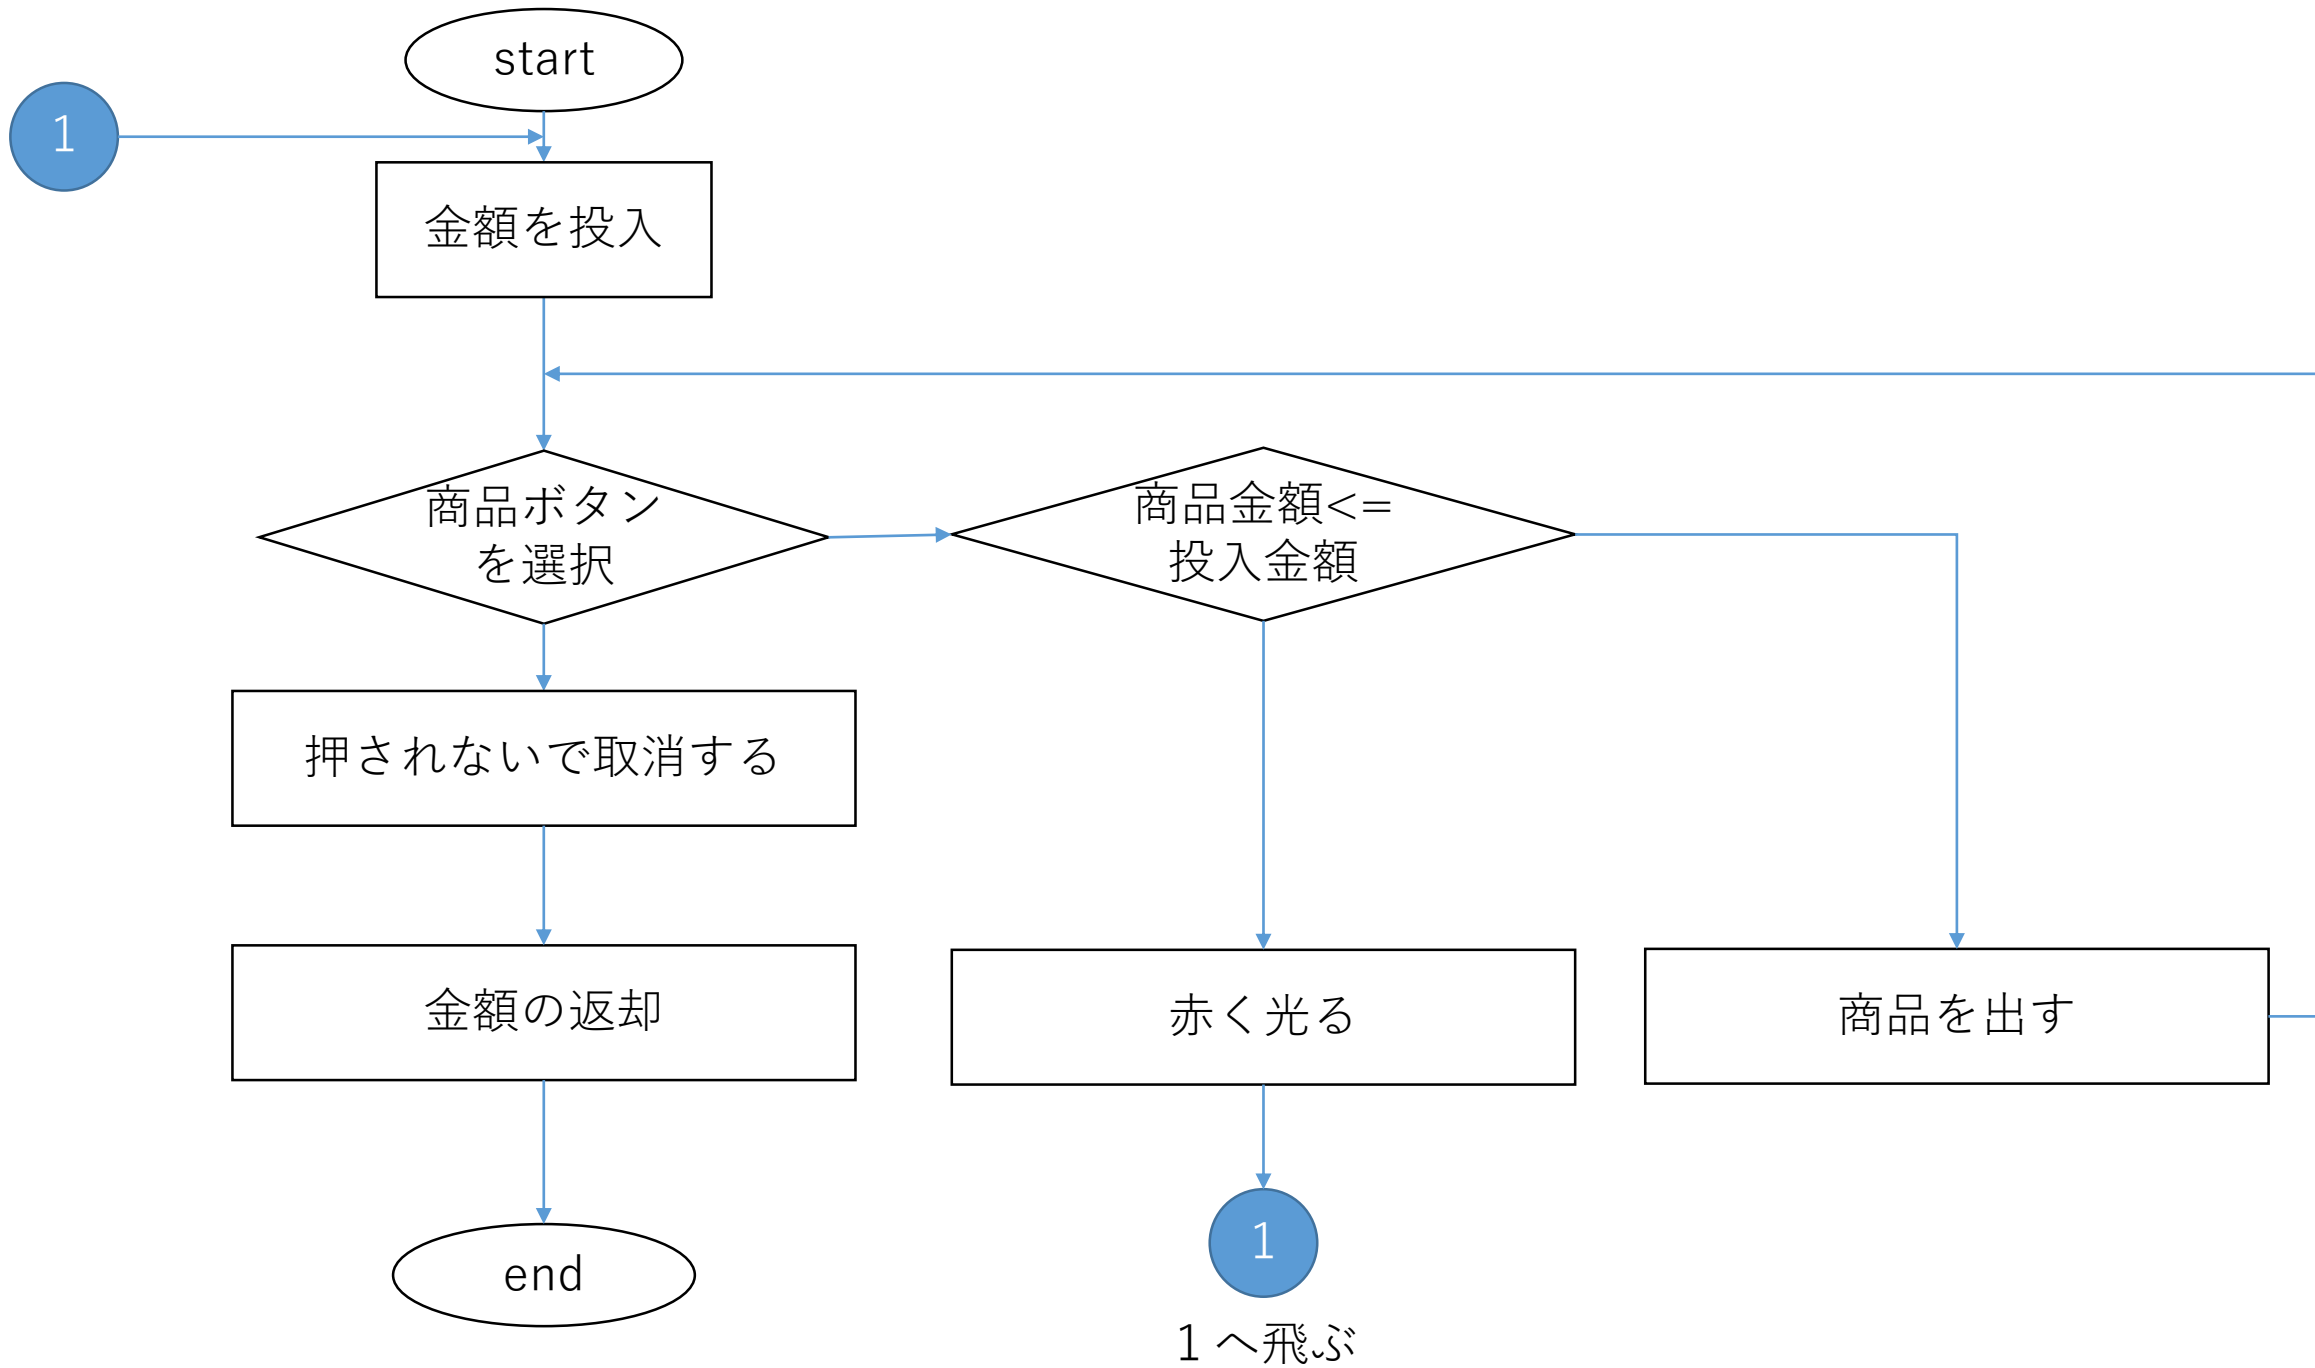 start
1
金額を投入
商品ボタン
を選択
商品金額<=
投入金額
押されないで取消する
金額の返却
赤く光る
商品を出す
end
1
1へ飛ぶ